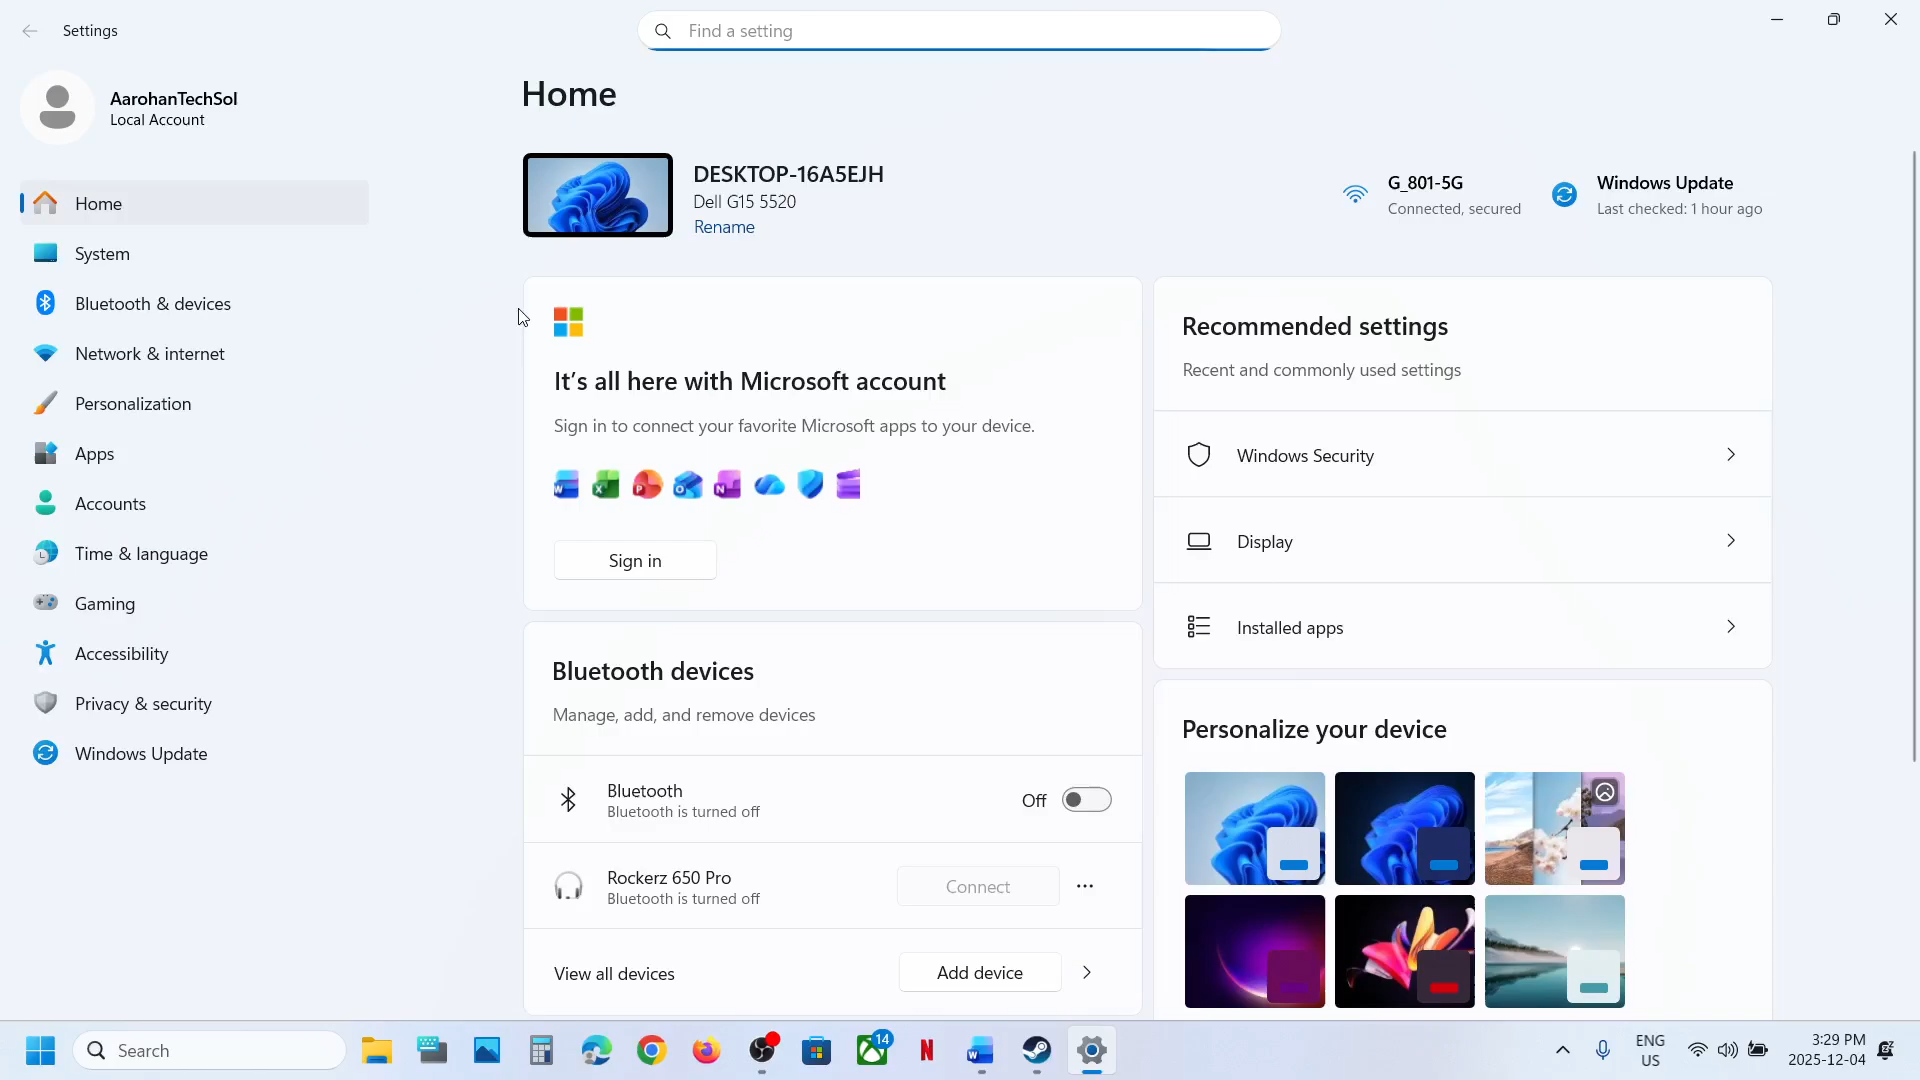 Settings
Find a setting
AarohanTechSol
Local Account
Home
System
Bluetooth & devices
Network & internet
Personalization
Apps
Accounts
Time & language
Gaming
Accessibility
Privacy & security
Windows Update
Home
DESKTOP-16A5EJH
Dell G15 5520
Rename
G_801-5G
Connected, secured
Windows Update
Last checked: 1 hour ago
It's all here with Microsoft account
Sign in to connect your favorite Microsoft apps to your device.
Sign in
Bluetooth devices
Manage, add, and remove devices
Bluetooth
Bluetooth is turned off
Off
Rockerz 650 Pro
Bluetooth is turned off
Connect
View all devices
Add device
Recommended settings
Recent and commonly used settings
Windows Security
Display
Installed apps
Personalize your device
Search
14
ENG
US
3:29 PM
2025-12-04